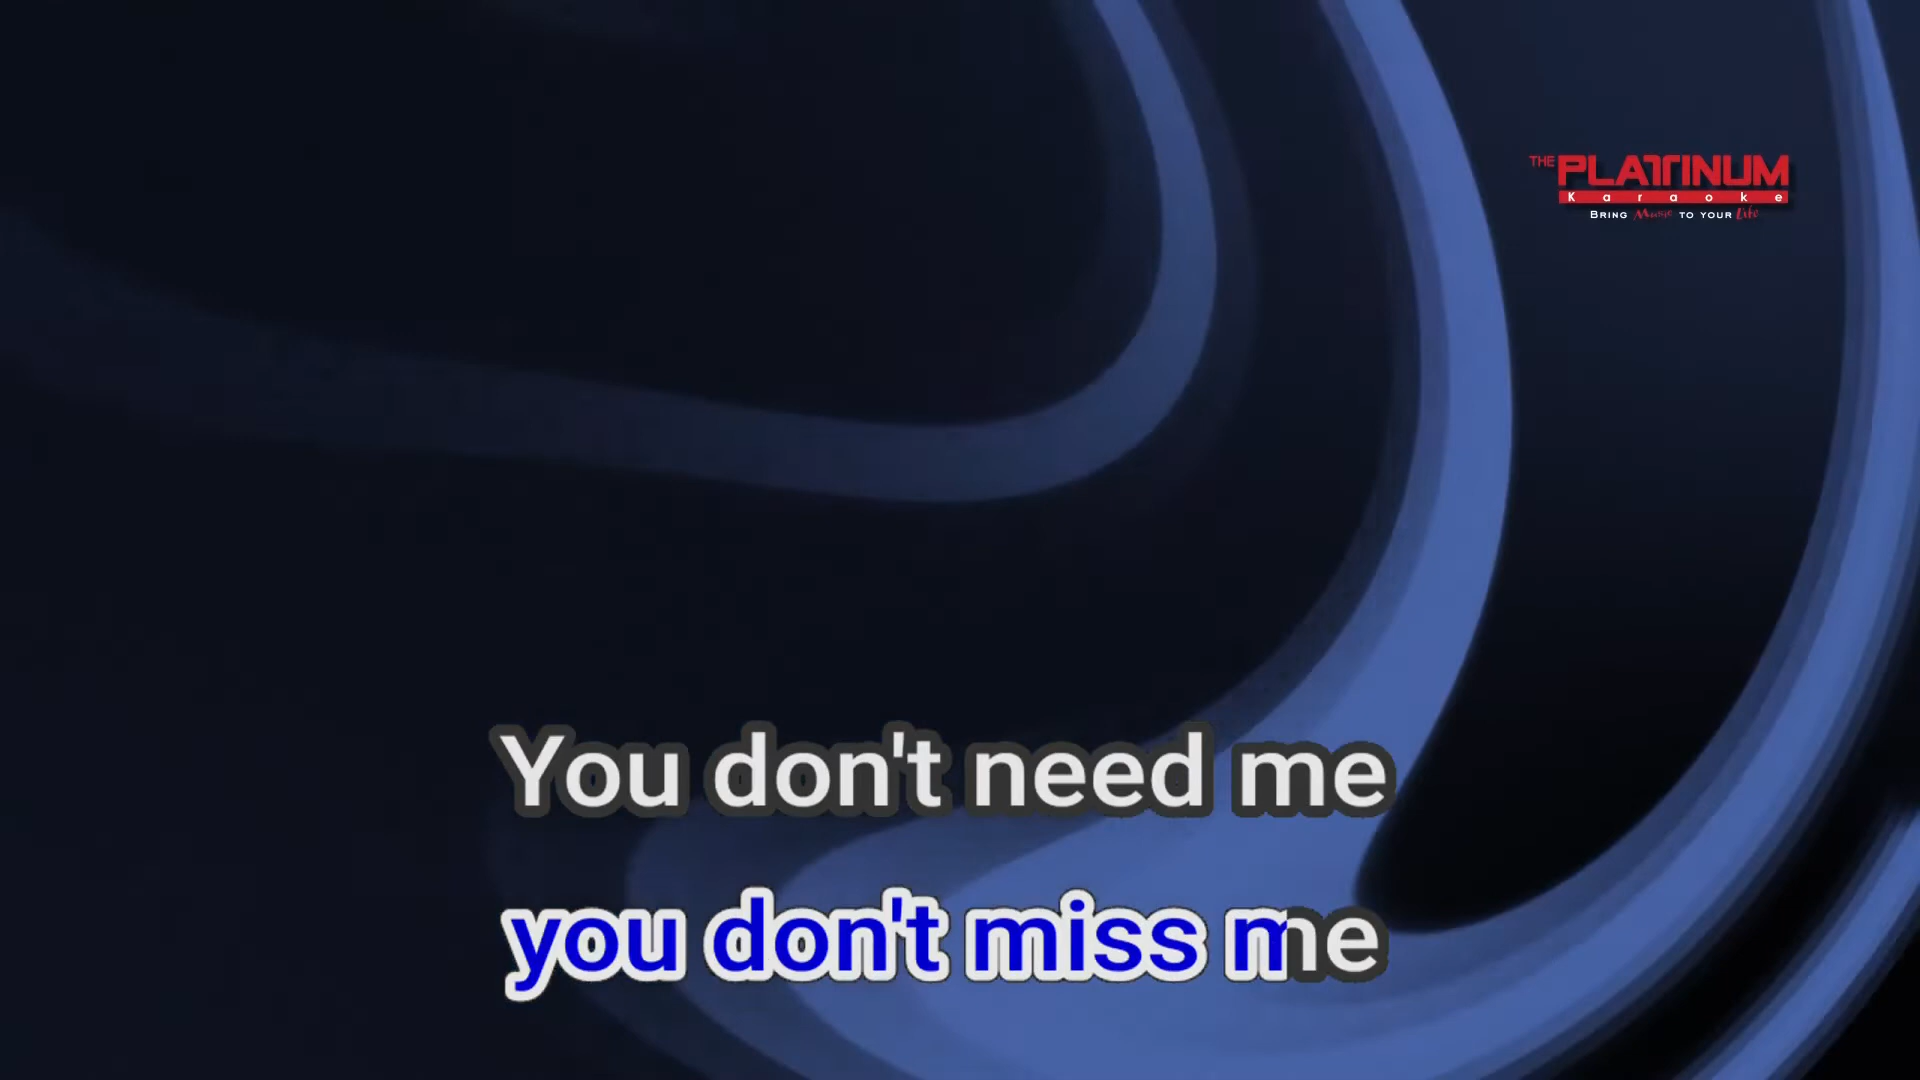 THE PLATINUM
Karaoke
BRING Music TO YOUR Life
You don't need me
you don't miss me